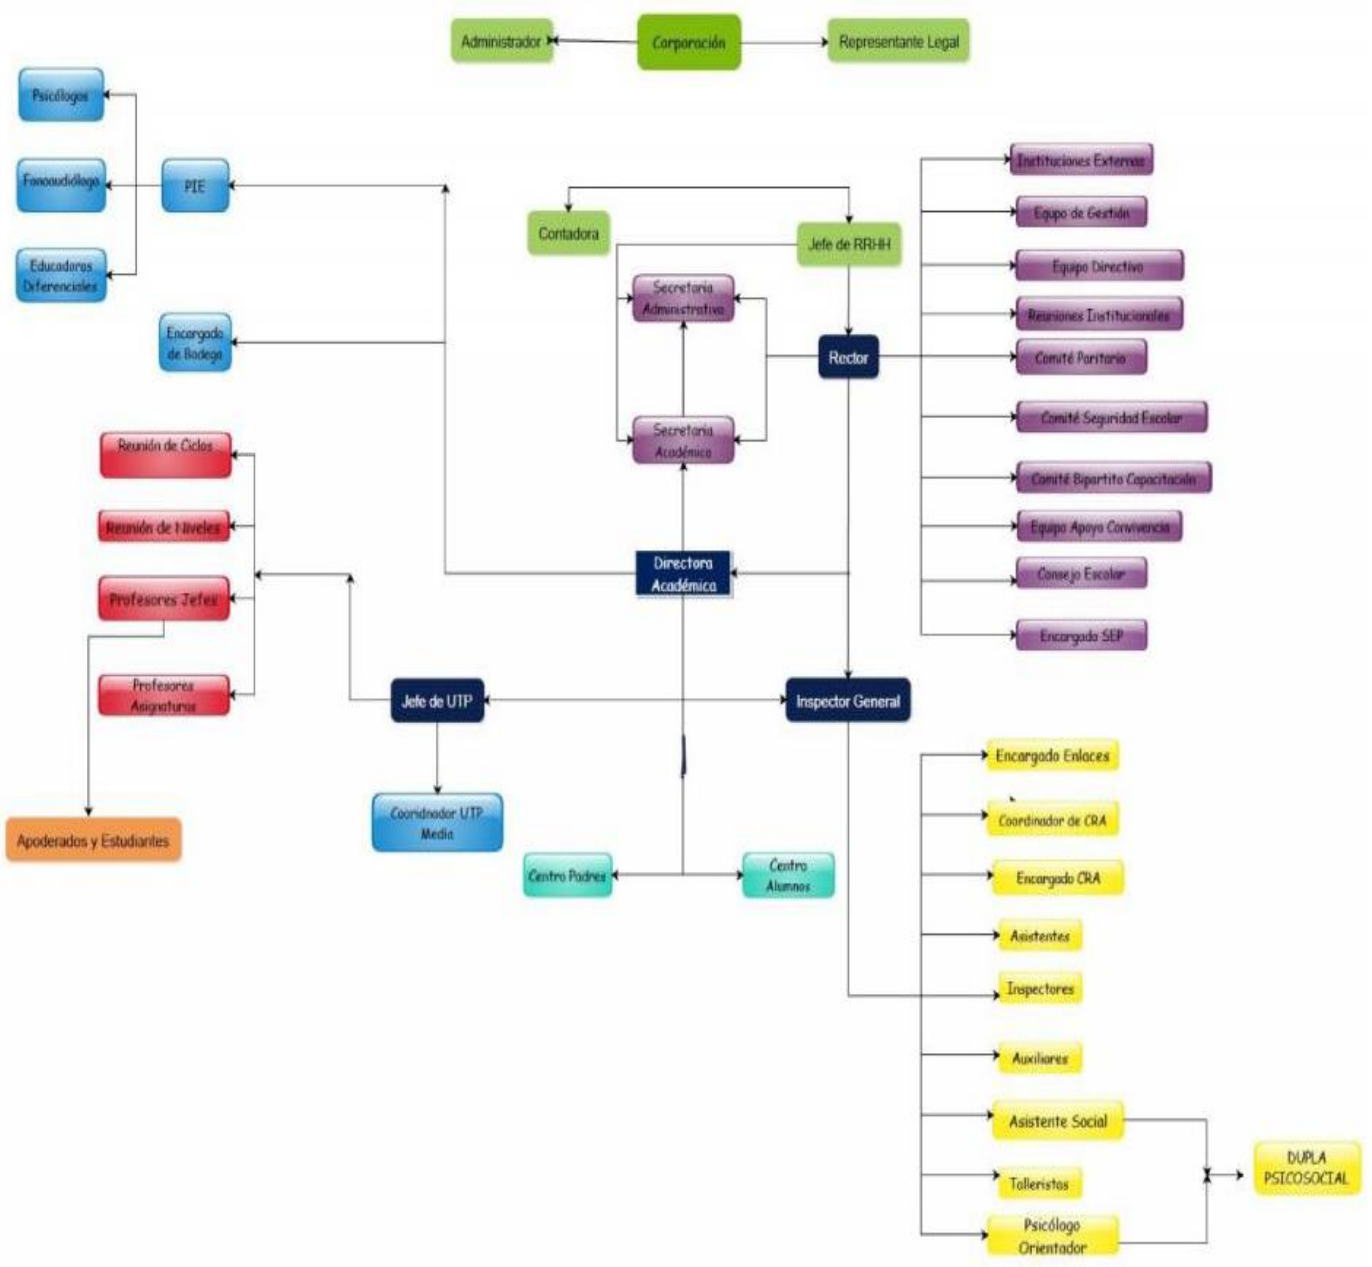 Administrador
Corporación
Representante Legal
Psicólogos
Fonoaudiólogo
PIE
Educadoras
Diferenciales
Encargado
de Bodega
Contadora
Jefe de RRHH
Secretaria
Administrativa
Rector
Secretaria
Académica
Directora
Académica
Instituciones Externas
Equpo de Gestión
Equipo Directivo
Reuniones Institucionales
Comité Paritario
Comité Seguridad Escolar
Comité Bipartito Capacitación
Equipo Apoyo Convivencia
Consejo Escolar
Encargado SEP
Reunión de Ciclos
Reunión de Niveles
Profesores Jefes
Profesores
Asignaturas
Jefe de UTP
Inspector General
Apoderados y Estudiantes
Cooridnador UTP
Media
Centro Padres
Centro
Alumnos
Encargado Enlaces
Coordinador de CRA
Encargado CRA
Asistentes
Inspectores
Auxiliares
Asistente Social
Talleristas
Psicólogo
Orientador
DUPLA
PSICOSOCIAL